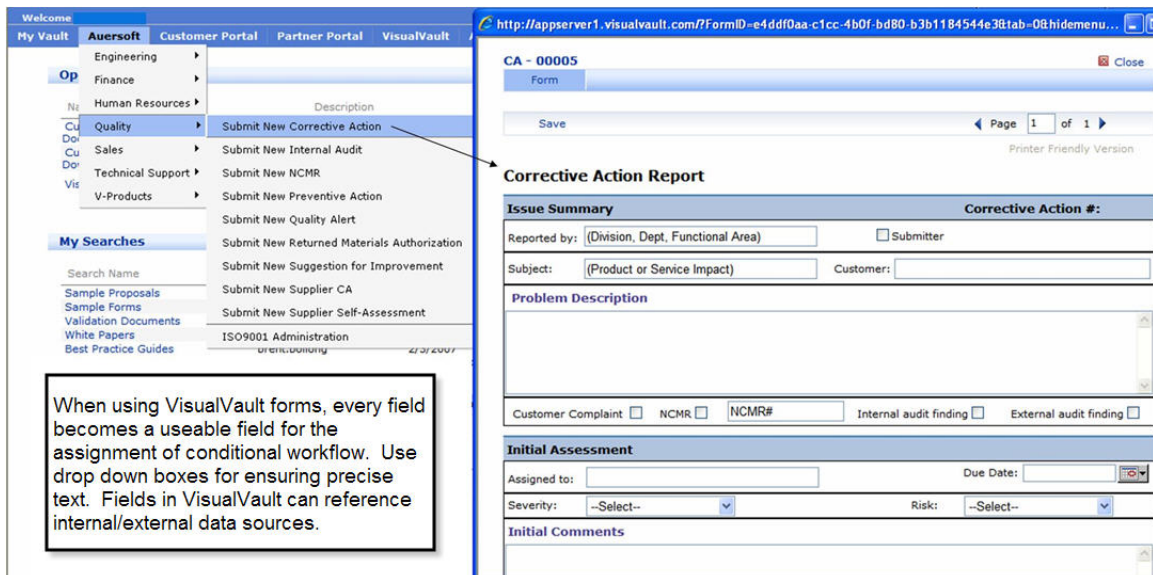 Welcome
My Vault Auersoft Customer Portal Partner Portal VisualVault
Engineering
Finance
Human Resources
Quality
Sales
Technical Support
V-Products
Op
Description
Cu
Do
Cu
Do
Vis
Submit New Corrective Action
Submit New Internal Audit
Submit New NCMR
Submit New Preventive Action
Submit New Quality Alert
Submit New Returned Materials Authorization
Submit New Suggestion for Improvement
Submit New Supplier CA
Submit New Supplier Self-Assessment
ISO9001 Administration
My Searches
Search Name
Sample Proposals
Sample Forms
Validation Documents
White Papers
Best Practice Guides
When using VisualVault forms, every field
becomes a useable field for the
assignment of conditional workflow. Use
drop down boxes for ensuring precise
text. Fields in VisualVault can reference
internal/external data sources.
http://appserver1.visualvault.com/?FormID=e4ddf0aa-c1cc-4b0f-bd80-b3b1184544e3&tab=0&hidemenu...
CA - 00005 Close
Form
Save Page 1 of 1
Printer Friendly Version
Corrective Action Report
Issue Summary Corrective Action #:
Reported by: (Division, Dept, Functional Area) Submitter
Subject: (Product or Service Impact) Customer:
Problem Description
Customer Complaint NCMR NCMR# Internal audit finding External audit finding
Initial Assessment
Assigned to: Due Date:
Severity: --Select-- Risk: --Select--
Initial Comments